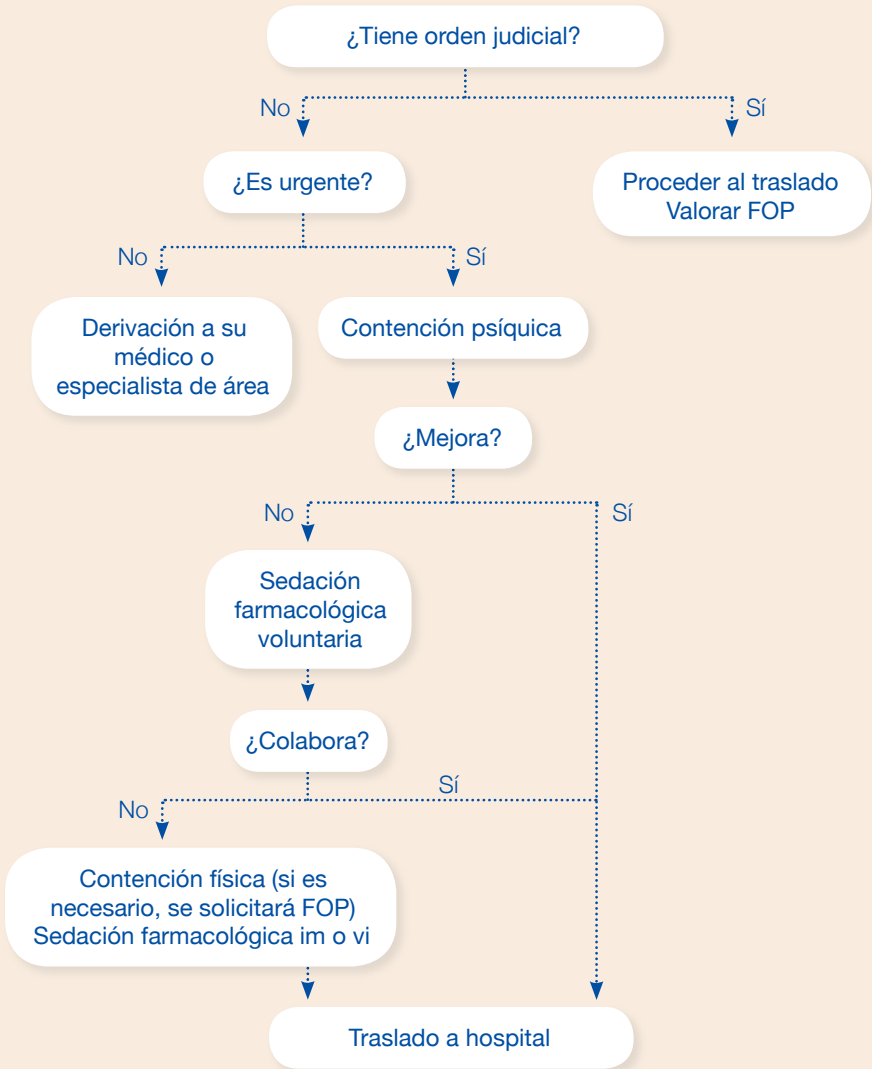 ¿Tiene orden judicial?
No
Sí
¿Es urgente?
Proceder al traslado
Valorar FOP
No
Sí
Derivación a su
médico o
especialista de área
Contención psíquica
¿Mejora?
No
Sí
Sedación
farmacológica
voluntaria
¿Colabora?
Sí
No
Contención física (si es
necesario, se solicitará FOP)
Sedación farmacológica im o vi
Traslado a hospital